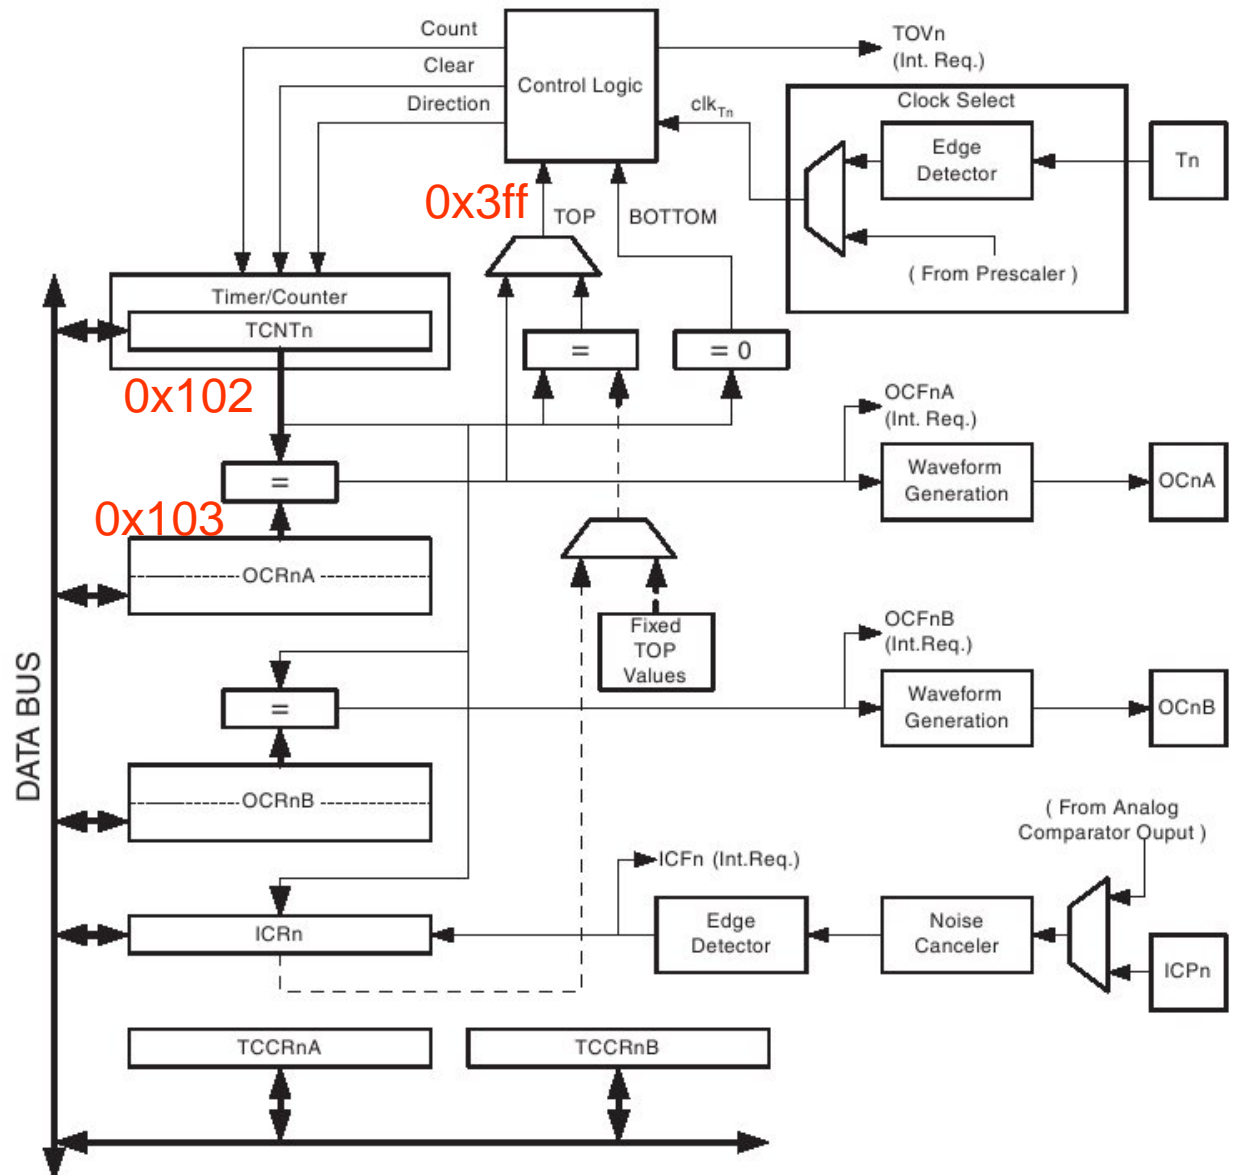 Count
Clear
Direction
Control Logic
TOVn
(Int. Req.)
clkTn
Clock Select
Edge
Detector
Tn
( From Prescaler )
0x3ff
TOP
BOTTOM
Timer/Counter
TCNTn
=
= 0
0x102
OCFnA
(Int. Req.)
=
Waveform
Generation
OCnA
0x103
OCRnA
Fixed
TOP
Values
OCFnB
(Int.Req.)
=
Waveform
Generation
OCnB
DATA BUS
OCRnB
( From Analog
Comparator Ouput )
ICFn (Int.Req.)
ICRn
Edge
Detector
Noise
Canceler
ICPn
TCCRnA
TCCRnB